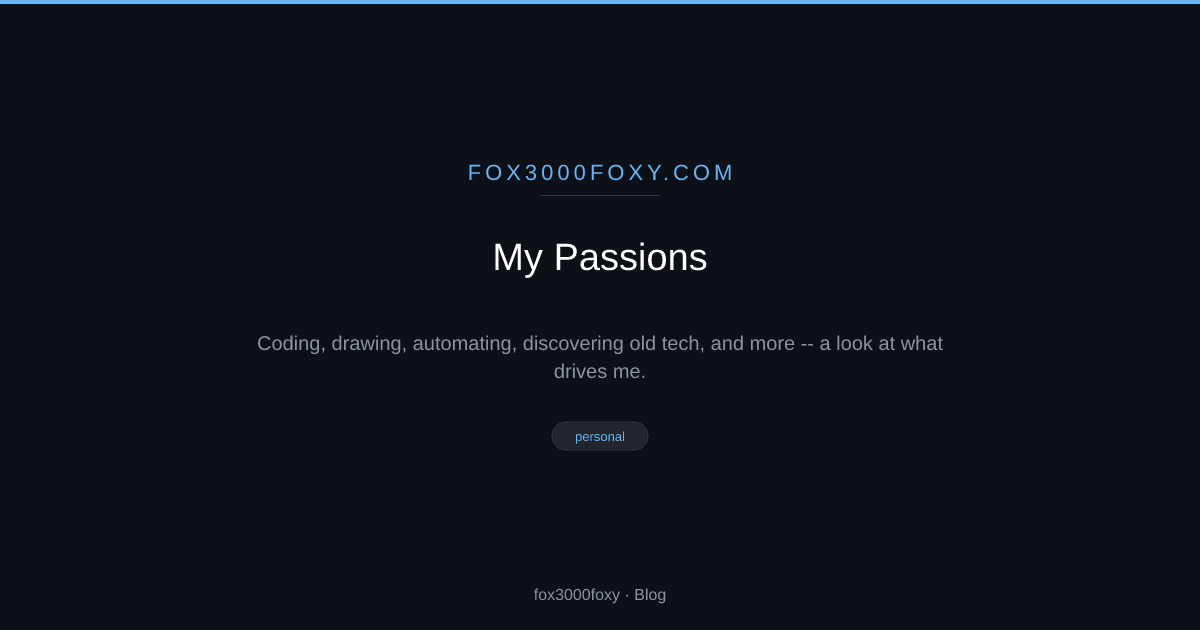 FOX3000FOXY.COM
My Passions
Coding, drawing, automating, discovering old tech, and more -- a look at what
drives me.
personal
fox3000foxy · Blog